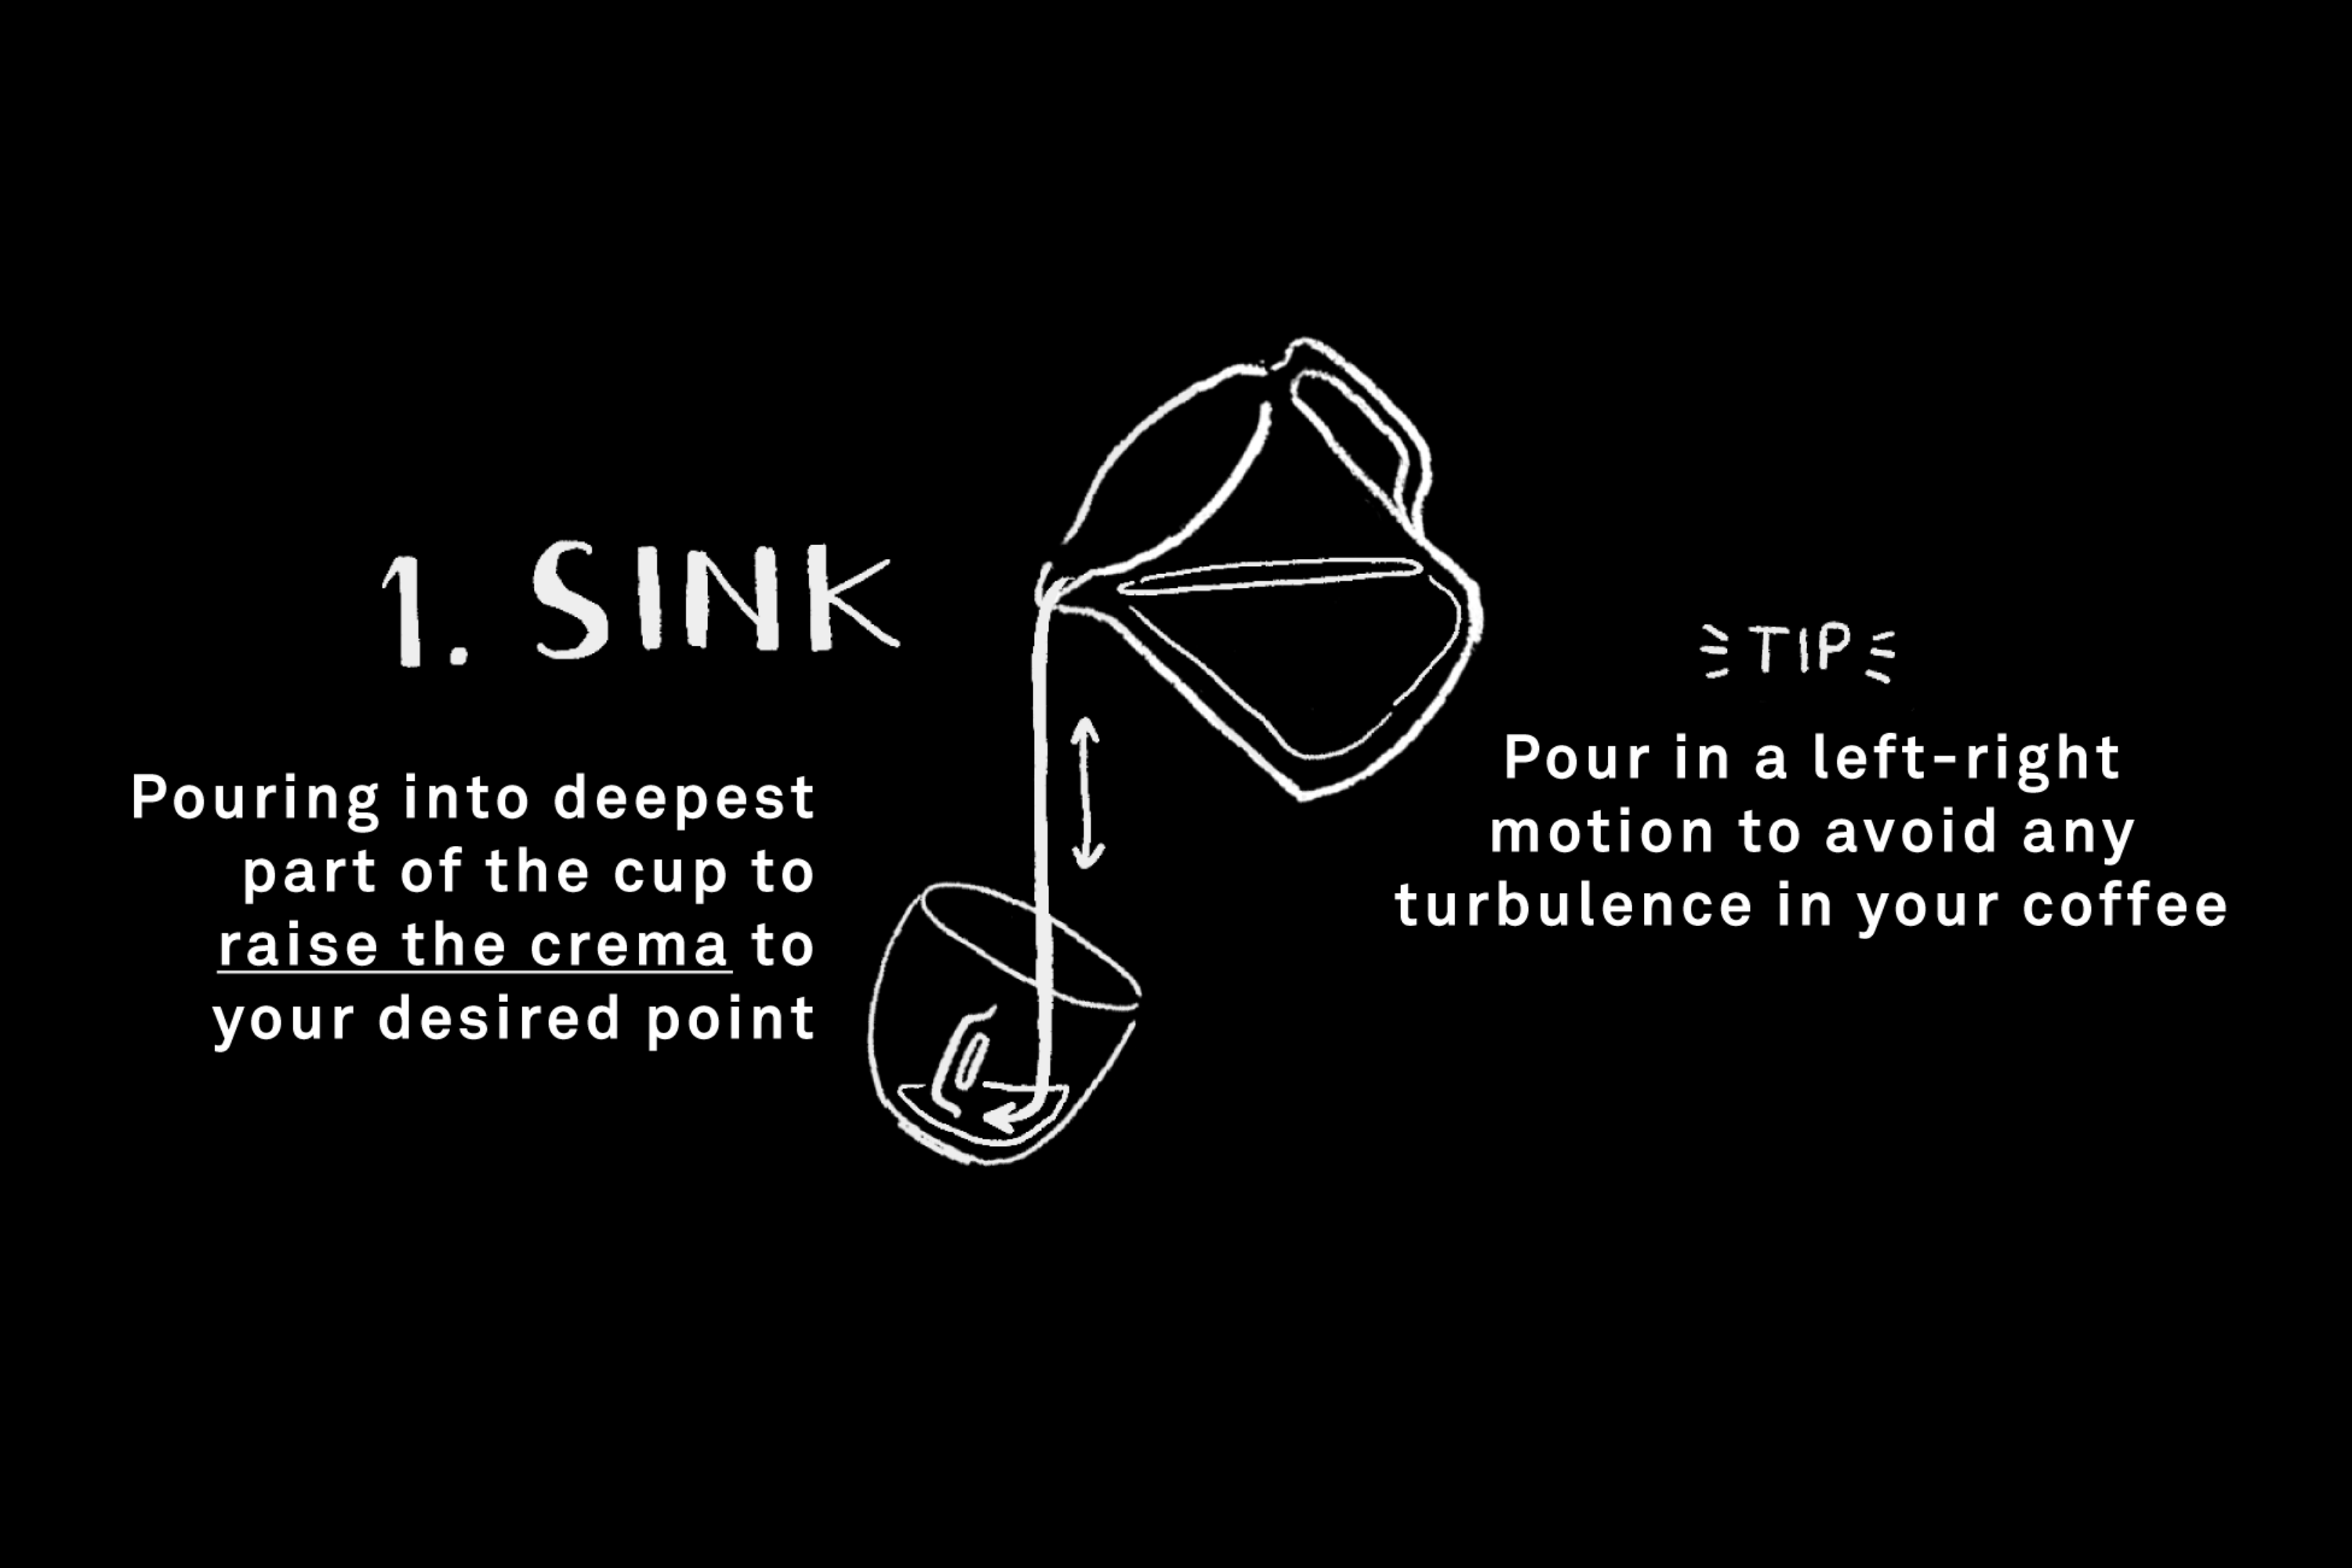 1. SINK
Pouring into deepest
part of the cup to
raise the crema to
your desired point
TIP
Pour in a left-right
motion to avoid any
turbulence in your coffee